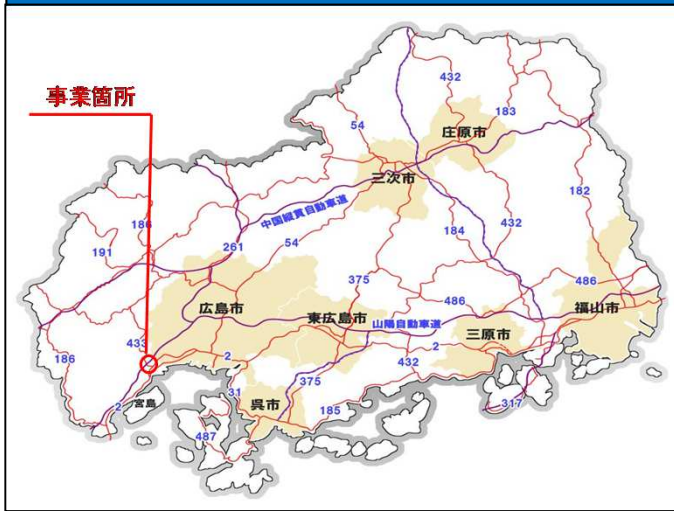 事業箇所
432
183
庄原市
54
三次市
182
中国縦貫自動車道
186
191
261
54
184
432
375
486
486
広島市
東広島市
山陽自動車道
福山市
三原市
433
2
2
186
432
31
375
2
宮島
呉市
185
317
487